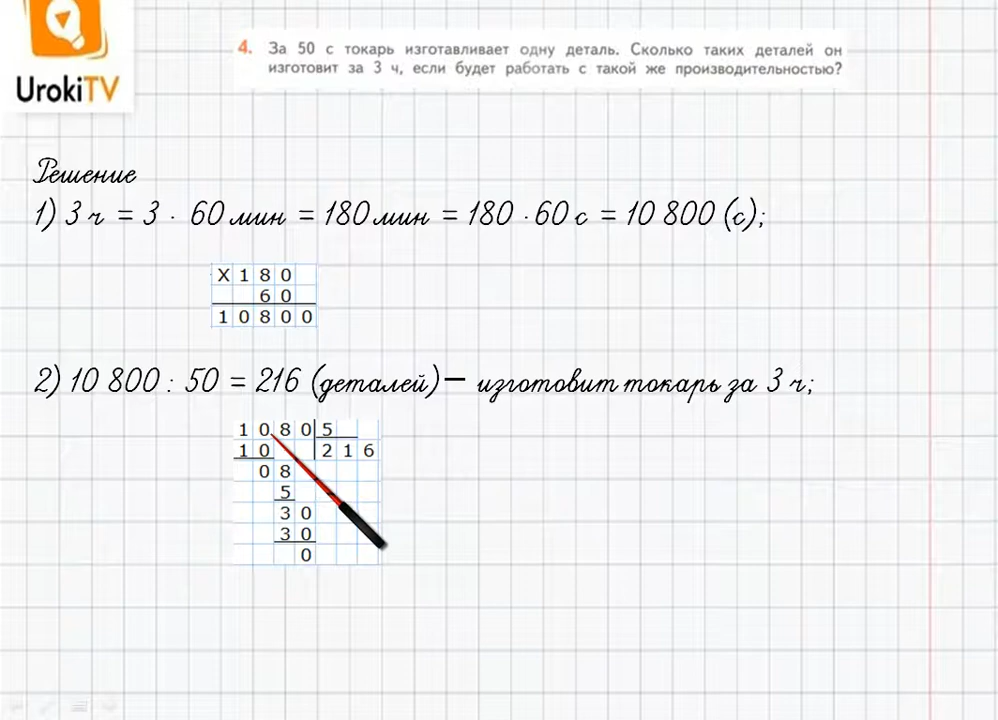 UrokiTV
4. За 50 с токарь изготавливает одну деталь. Сколько таких деталей он
изготовит за 3 ч, если будет работать с такой же производительностью?
Решение
1) 3 ч = 3 · 60 мин = 180 мин = 180 · 60 с = 10 800 (с);
X 1 8 0
6 0
1 0 8 0 0
2) 10 800 : 50 = 216 (деталей) – изготовит токарь за 3 ч;
1 0 8 0 5
1 0 2 1 6
0 8
5
3 0
3 0
0